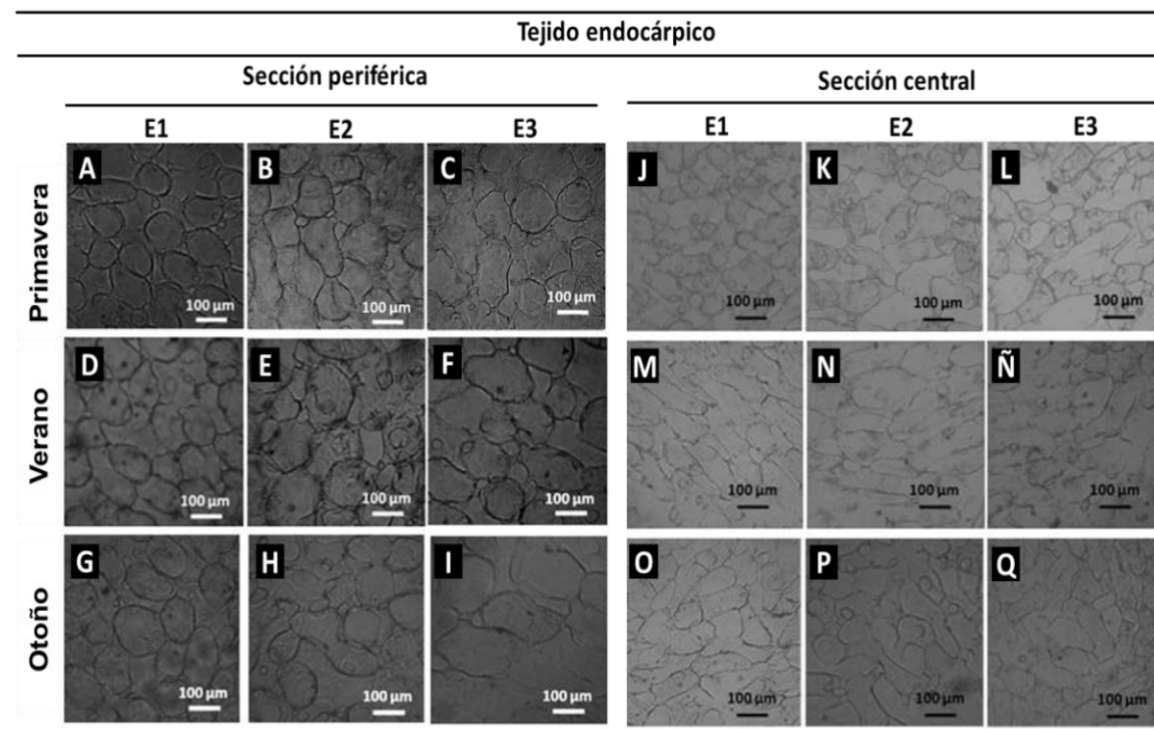 Tejido endocárpico
Sección periférica
Sección central
E1 E2 E3 E1 E2 E3
Primavera
A B C J K L
100 µm 100 µm 100 µm 100 µm 100 µm 100 µm
Verano
D E F M N Ñ
100 µm 100 µm 100 µm 100 µm 100 µm 100 µm
Otoño
G H I O P Q
100 µm 100 µm 100 µm 100 µm 100 µm 100 µm